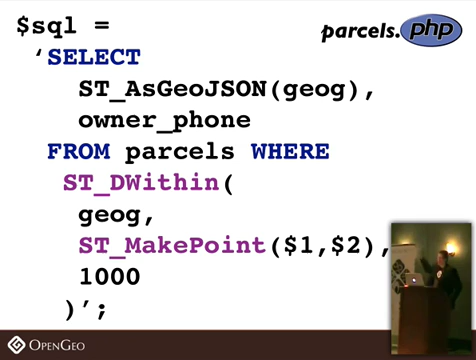 $sql =
parcels.php
‘SELECT
ST_AsGeoJSON(geog),
owner_phone
FROM parcels WHERE
ST_DWithin(
geog,
ST_MakePoint($1,$2),
1000
)’;
OPENGEO